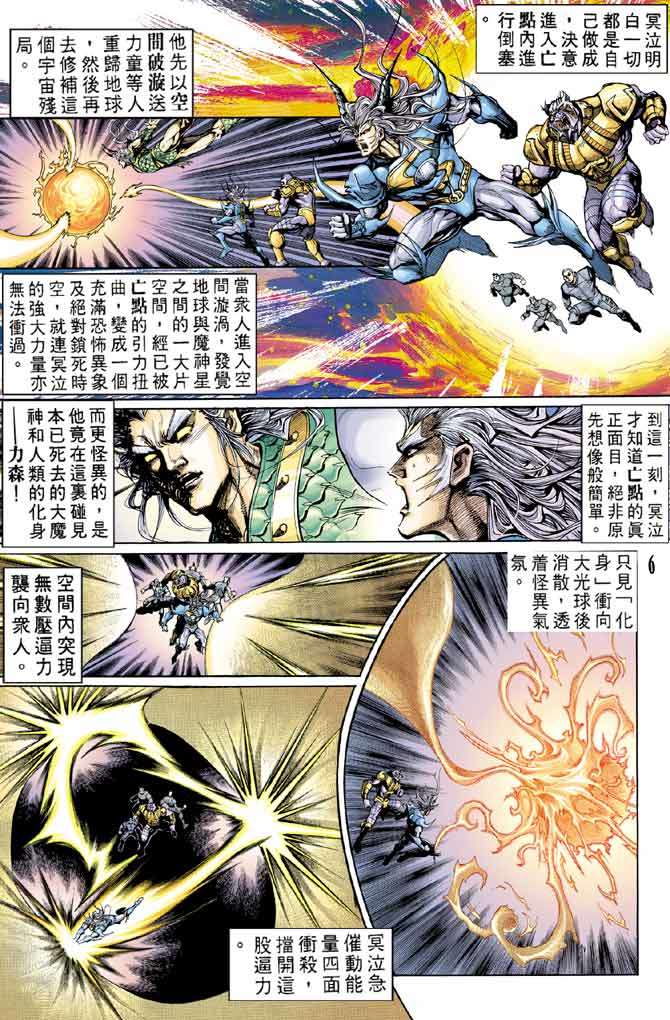 冥泣明
白一切
都是自
己做成
，決意
進入亡
點內進
行倒塞
。
他先以空
間破漩送
力童等人
重歸地球
，然後再
去修補這
個宇宙殘
局。
當衆人進入空
間漩渦，發覺
地球與魔神星
之間的一大片
空間，經已被
亡點的引力扭
曲，變成一個
充滿恐怖異象
及絕對鎖死時
空，就連冥泣
的強大力量亦
無法衝過。
到這一刻，冥泣
才知道亡點的眞
正面目，絕非原
先想像般簡單。
而更怪異的，是
他竟在這裏碰見
本已死去的大魔
神和人類的化身
——力森！
6
只見「化
身」衝向
大光球後
消散，透
着怪異氣
氛。
空間內突現
無數壓逼力
襲向衆人。
冥泣急
催動能
量四面
衝殺，
擋開這
股逼力
。